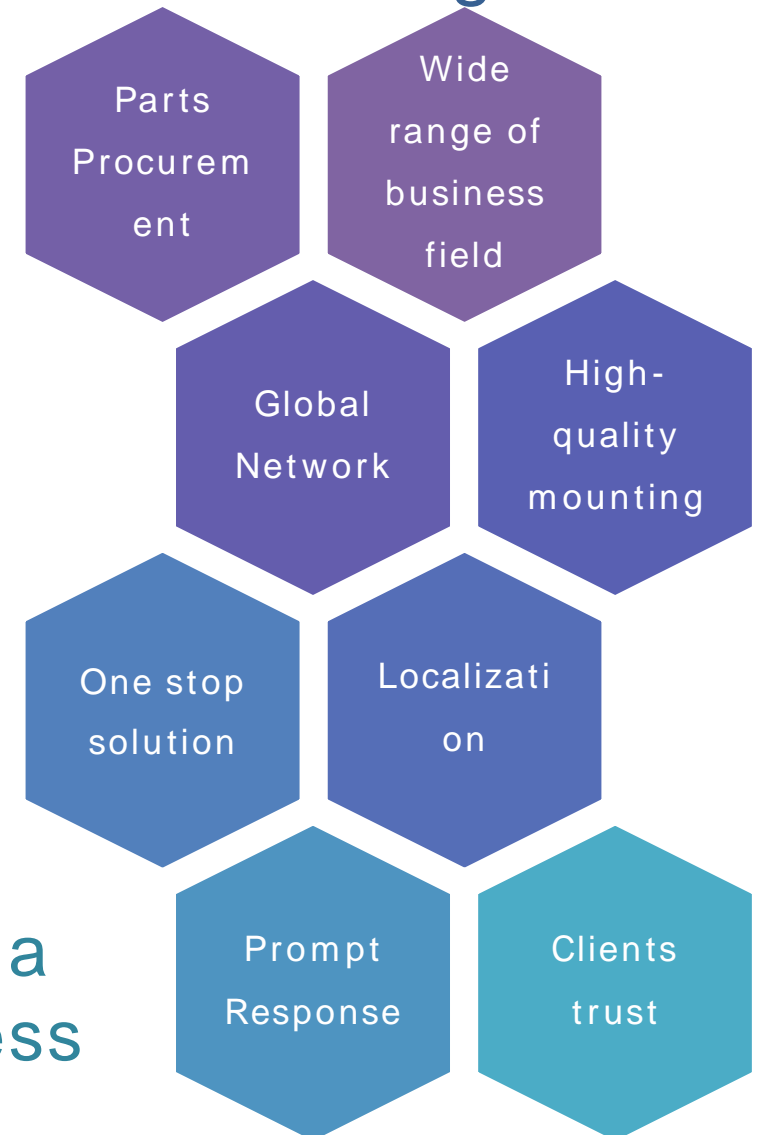 g
Parts
Procurem
ent
Wide
range of
business
field
Global
Network
High-
quality
mounting
One stop
solution
Localizati
on
a
ess
Prompt
Response
Clients
trust